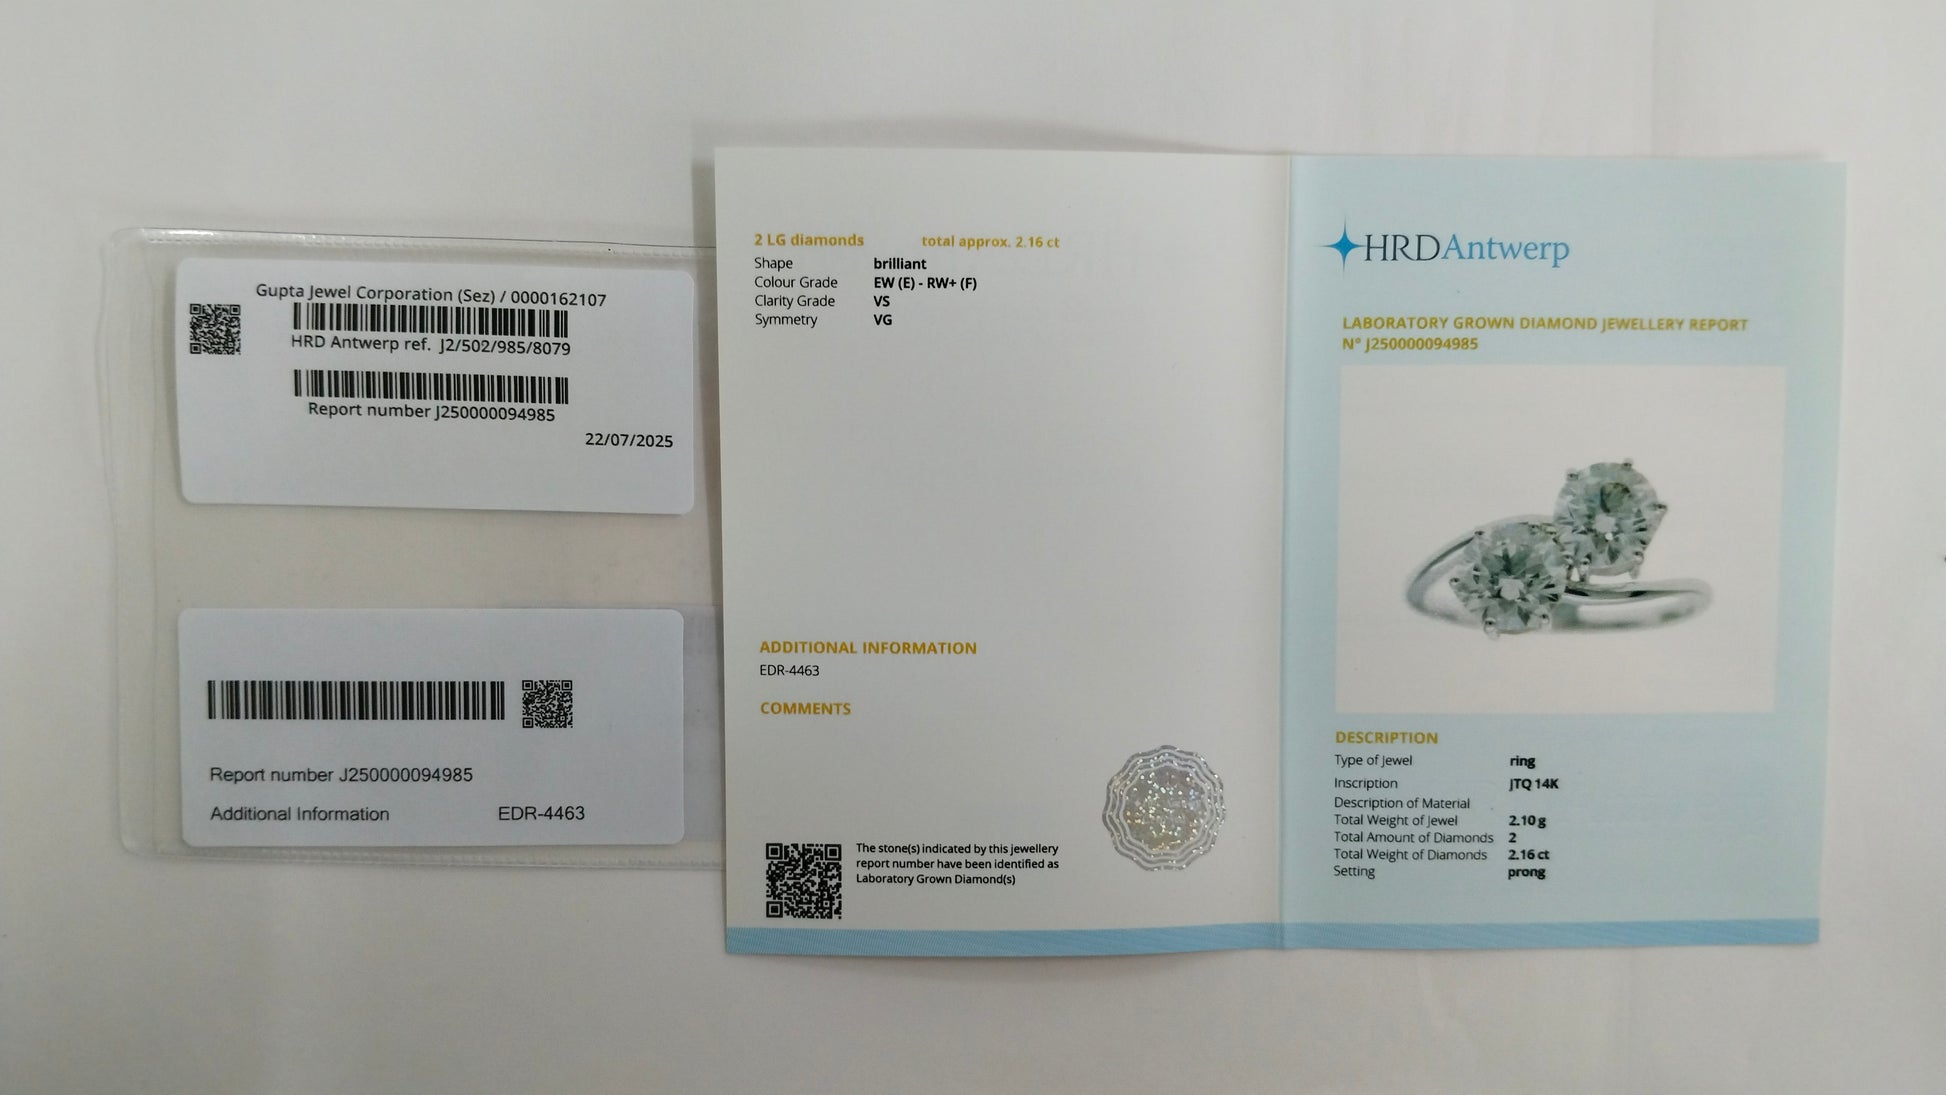 Gupta Jewel Corporation (Sez) / 0000162107
HRD Antwerp ref. J2/502/985/8079
Report number J250000094985
22/07/2025
Report number J250000094985
Additional Information EDR-4463
2 LG diamonds total approx. 2.16 ct
Shape brilliant
Colour Grade EW (E) - RW+ (F)
Clarity Grade VS
Symmetry VG
ADDITIONAL INFORMATION
EDR-4463
COMMENTS
The stone(s) indicated by this jewellery
report number have been identified as
Laboratory Grown Diamond(s)
HRDAntwerp
LABORATORY GROWN DIAMOND JEWELLERY REPORT
N° J250000094985
DESCRIPTION
Type of Jewel ring
Inscription JTQ 14K
Description of Material
Total Weight of Jewel 2.10 g
Total Amount of Diamonds 2
Total Weight of Diamonds 2.16 ct
Setting prong